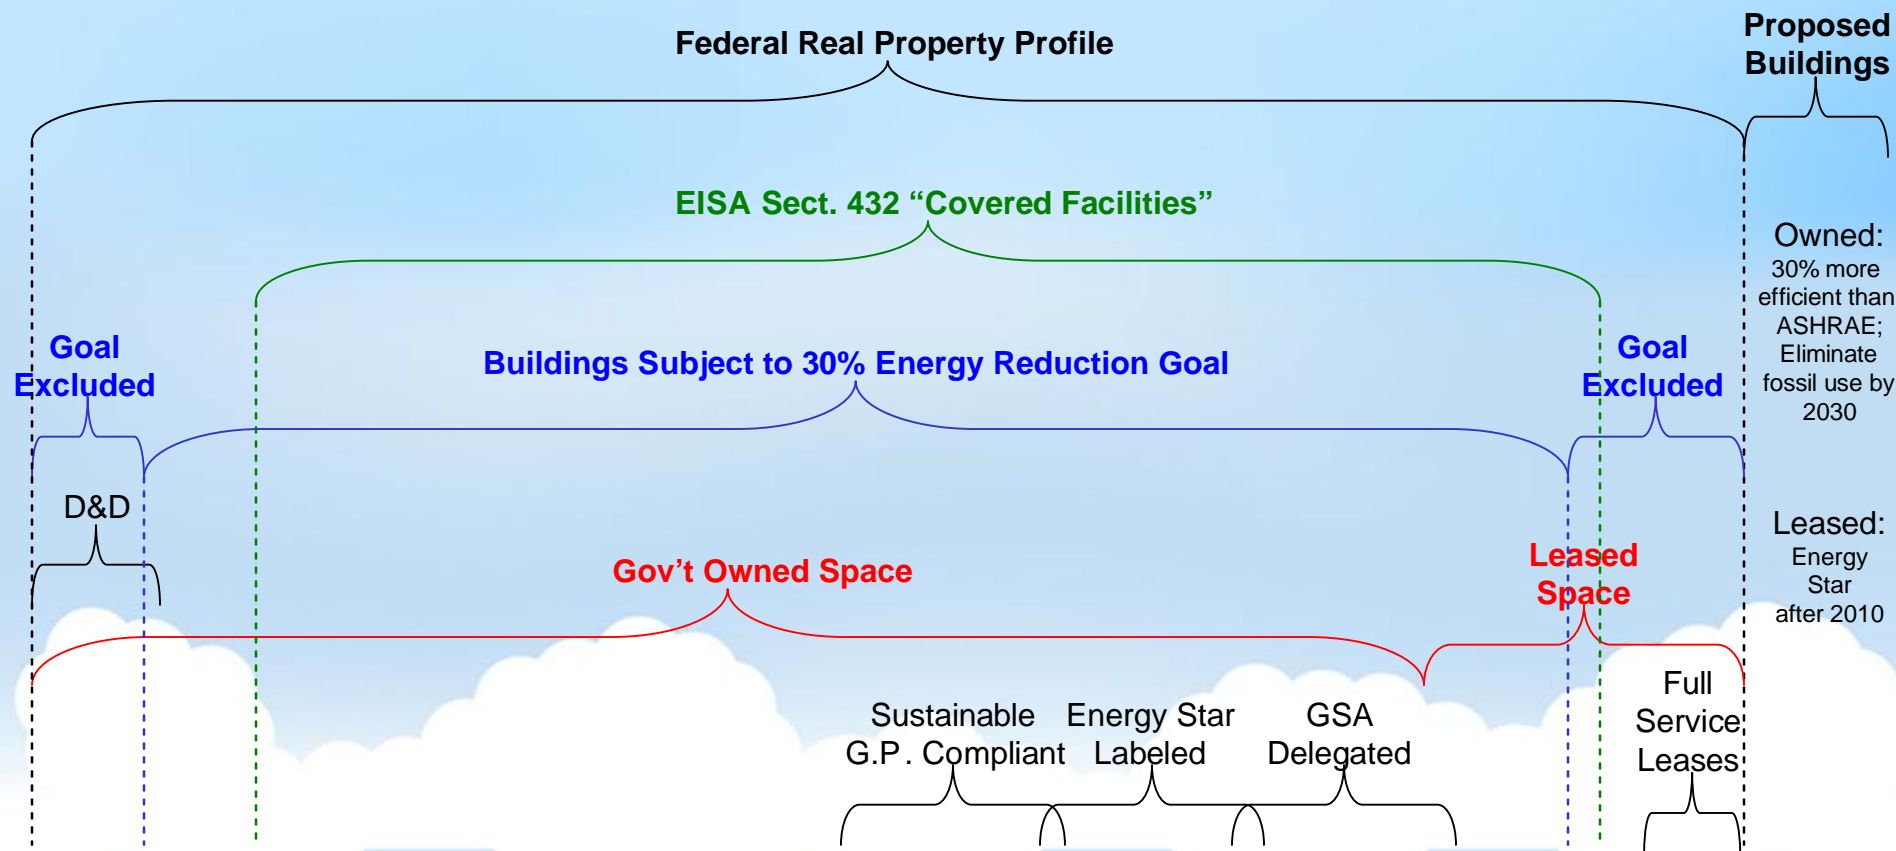 Federal Real Property Profile
Proposed
Buildings
EISA Sect. 432 “Covered Facilities”
Owned:
30% more
efficient than
ASHRAE;
Eliminate
fossil use by
2030
Goal
Excluded
Buildings Subject to 30% Energy Reduction Goal
Goal
Excluded
D&D
Leased:
Energy
Star
after 2010
Gov’t Owned Space
Leased
Space
Sustainable
G.P. Compliant
Energy Star
Labeled
GSA
Delegated
Full
Service
Leases